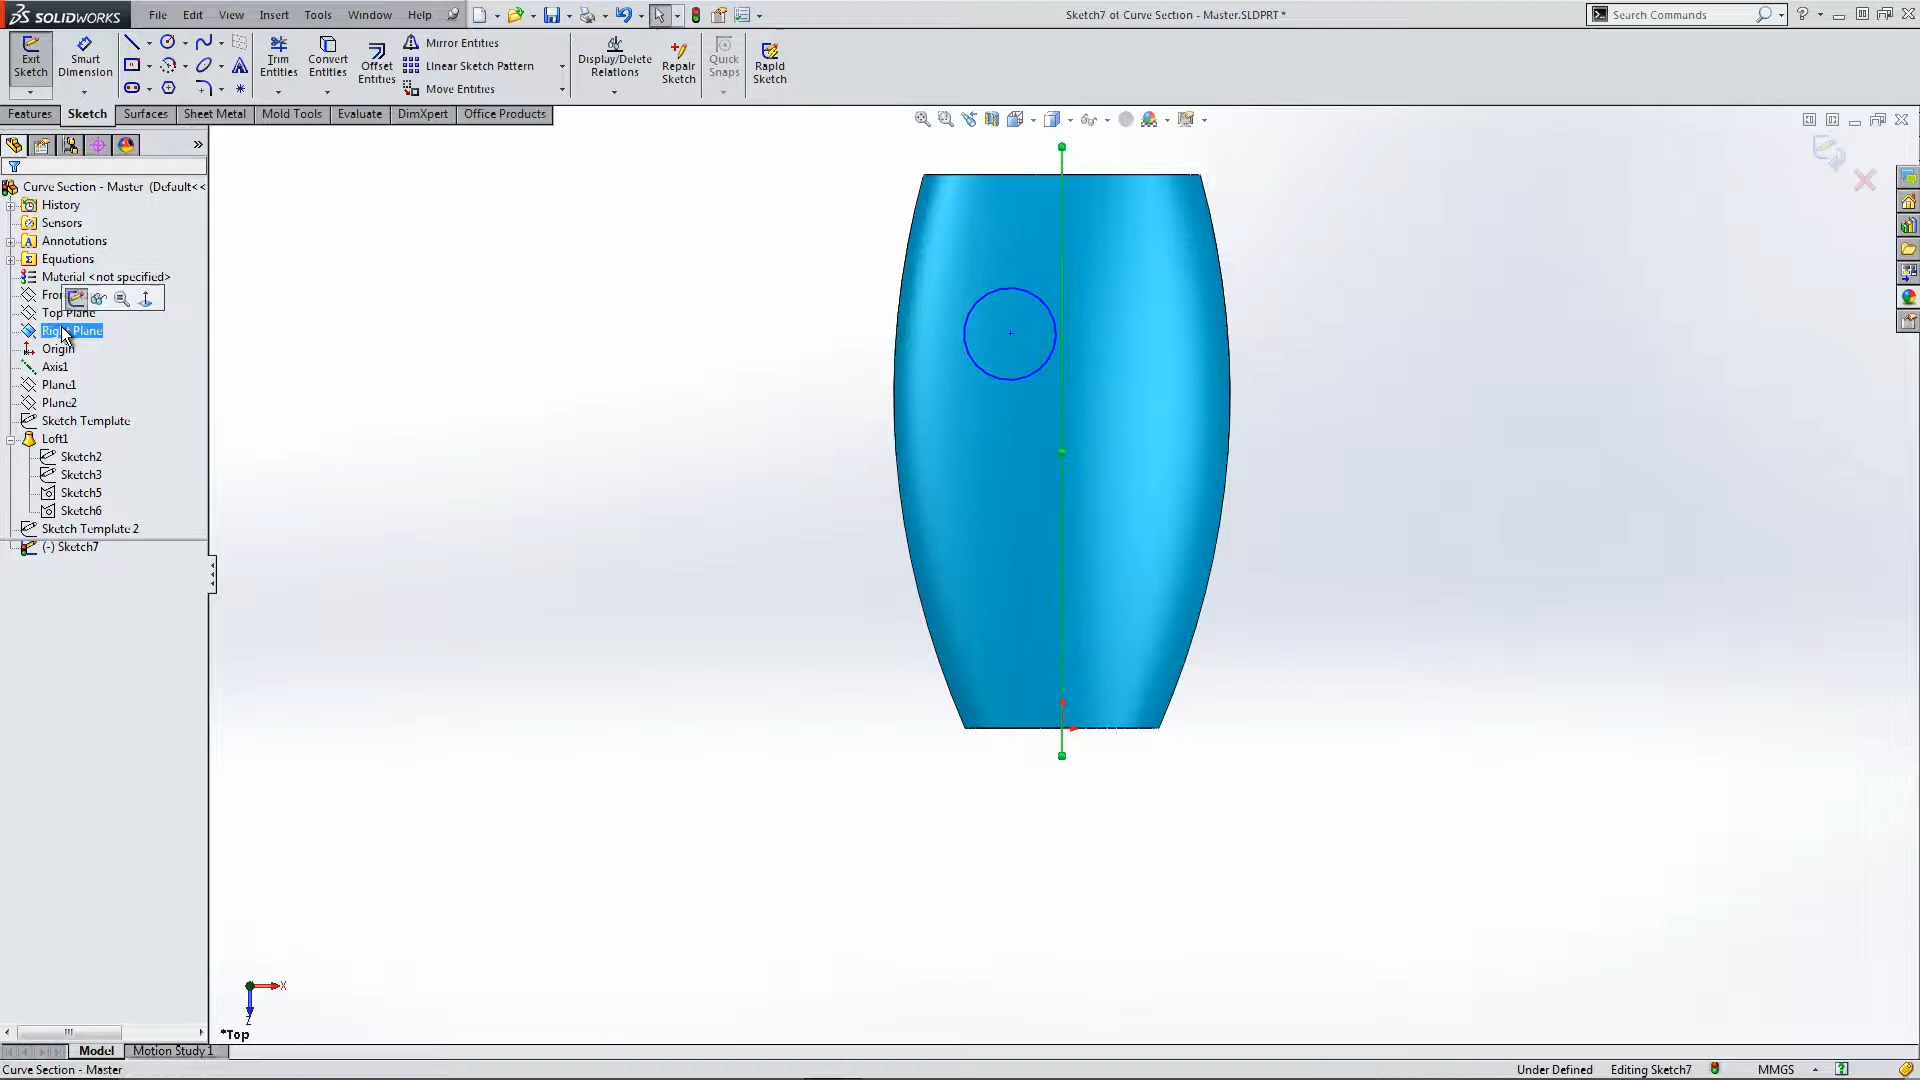 SOLIDWORKS File Edit View Insert Tools Window Help Sketch7 of Curve Section - Master.SLDPRT * Search Commands
Exit Sketch
Smart Dimension
Trim Entities
Convert Entities
Offset Entities
Mirror Entities
Linear Sketch Pattern
Move Entities
Display/Delete Relations
Repair Sketch
Quick Snaps
Rapid Sketch
Features Sketch Surfaces Sheet Metal Mold Tools Evaluate DimXpert Office Products
Curve Section - Master (Default<<
History
Sensors
Annotations
Equations
Material <not specified>
Top Plane
Right Plane
Origin
Axis1
Plane1
Plane2
Sketch Template
Loft1
Sketch2
Sketch3
Sketch5
Sketch6
Sketch Template 2
(-) Sketch7
X
Z
*Top
Model Motion Study 1
Curve Section - Master Under Defined Editing Sketch7 MMGS